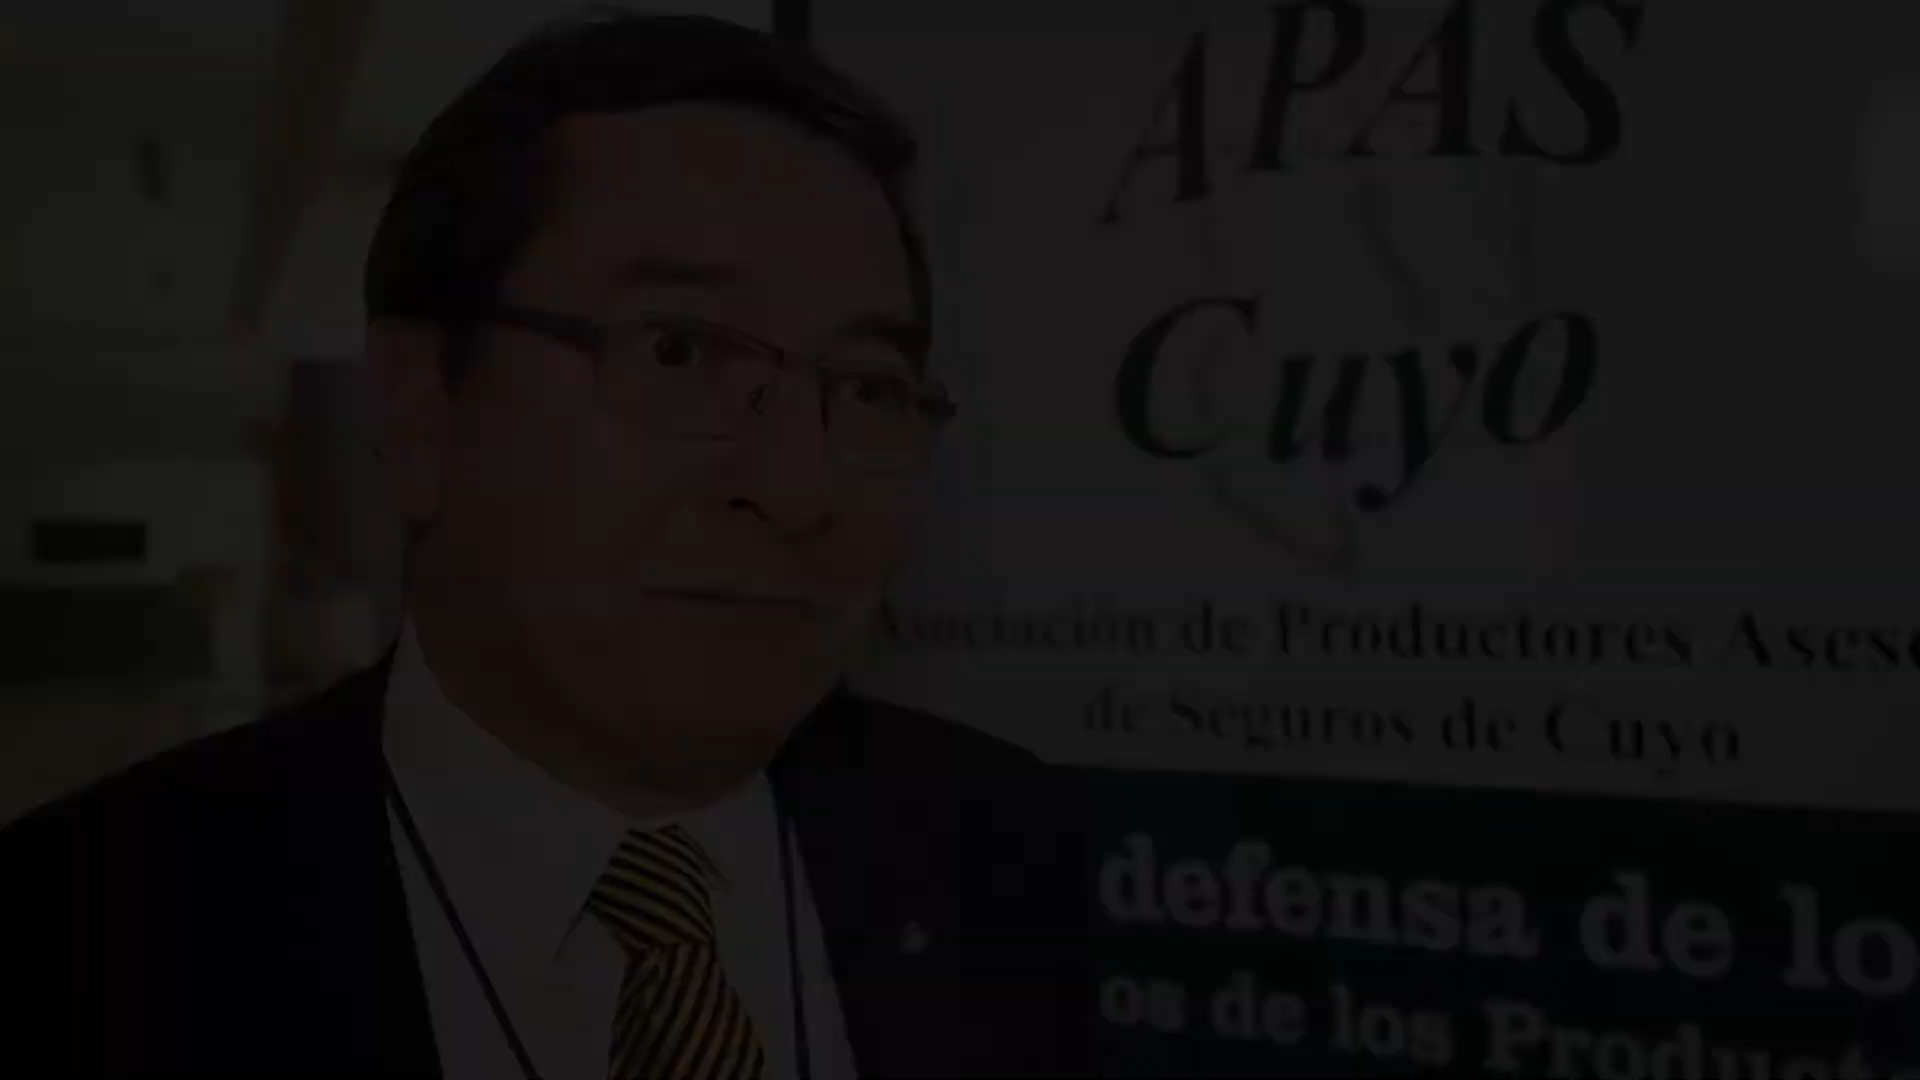 APAS
Cuyo
Asociación de Productores Ases
de Seguros de Cuyo
defensa de lo
os de los Product